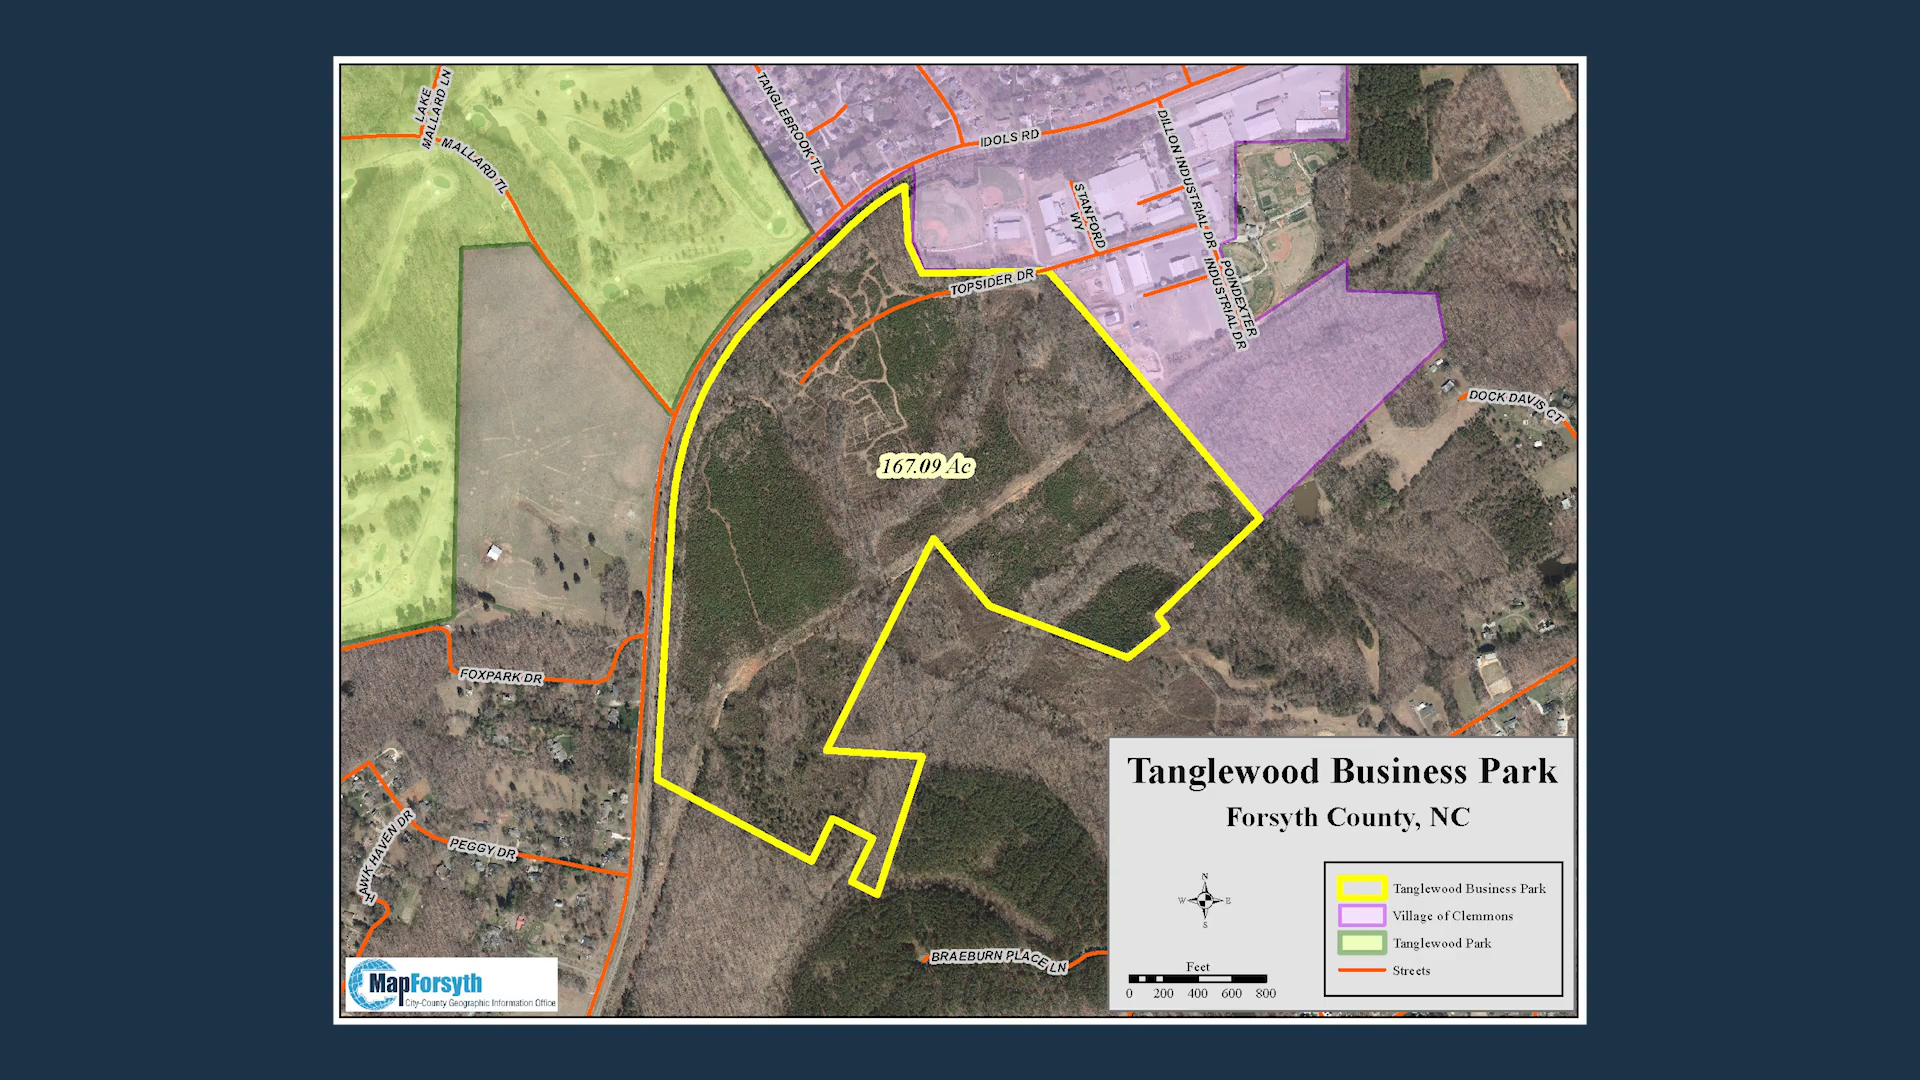 LAKE
MALLARD LN
MALLARD TL
TANGLEBROOK TL
IDOLS RD
DILLON INDUSTRIAL DR
STANFORD
WY
TOPSIDER DR
POINDEXTER
INDUSTRIAL DR
DOCK DAVIS CT
167.09 Ac
FOXPARK DR
HAWK HAVEN DR
PEGGY DR
BRAEBURN PLACE LN
Tanglewood Business Park
Forsyth County, NC
N
W E
S
Feet
0 200 400 600 800
Tanglewood Business Park
Village of Clemmons
Tanglewood Park
Streets
MapForsyth
City-County Geographic Information Office